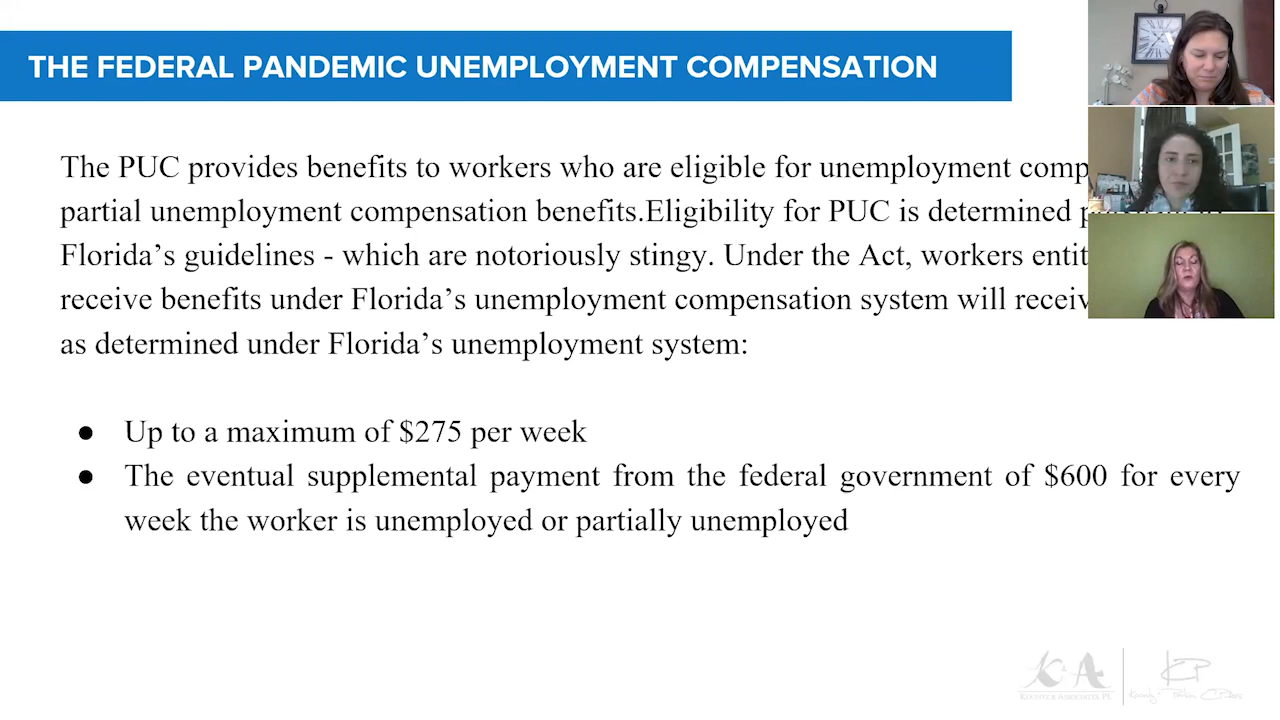 THE FEDERAL PANDEMIC UNEMPLOYMENT COMPENSATION
The PUC provides benefits to workers who are eligible for unemployment comp
partial unemployment compensation benefits.Eligibility for PUC is determined
Florida’s guidelines - which are notoriously stingy. Under the Act, workers entit
receive benefits under Florida’s unemployment compensation system will receiv
as determined under Florida’s unemployment system:
● Up to a maximum of $275 per week
● The eventual supplemental payment from the federal government of $600 for every
week the worker is unemployed or partially unemployed
KA
KP